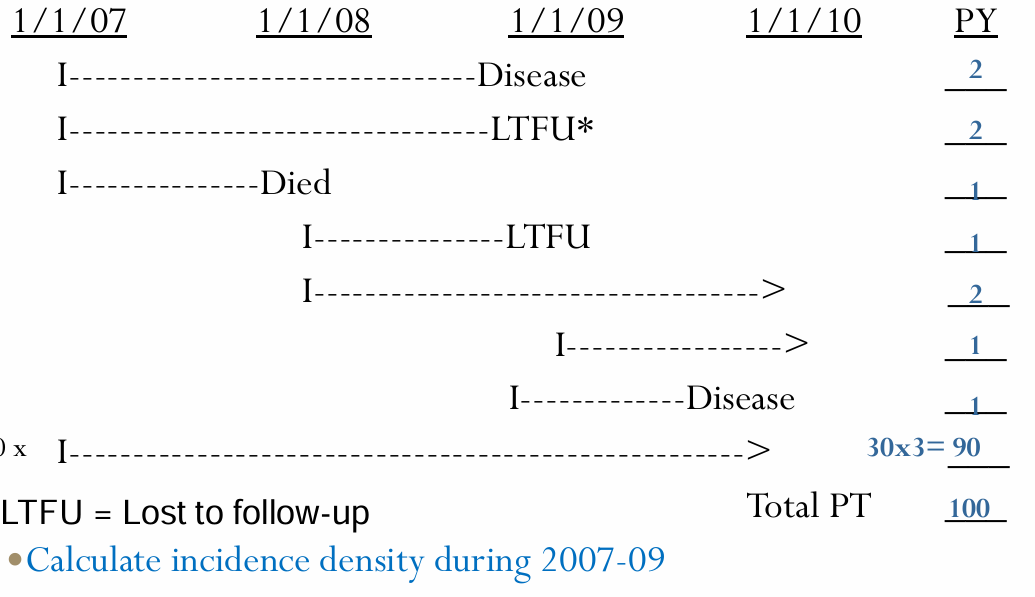 1/1/07 1/1/08 1/1/09 1/1/10 PY
I--------------------------------Disease 2
I---------------------------------LTFU* 2
I---------------Died 1
I---------------LTFU 1
I-----------------------------------> 2
I-----------------> 1
I-------------Disease 1
0 x I-----------------------------------------------------> 30x3= 90
LTFU = Lost to follow-up Total PT 100
•Calculate incidence density during 2007-09